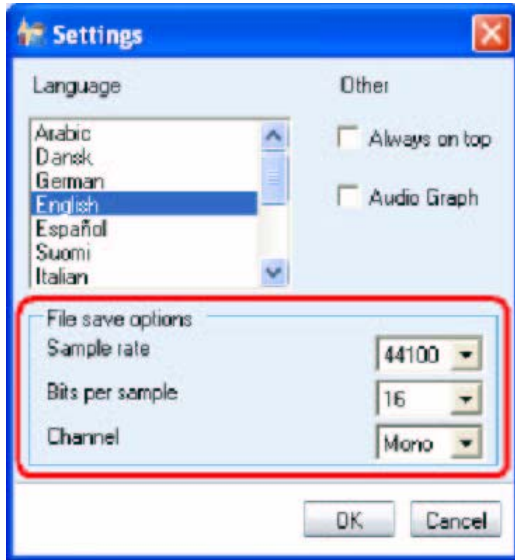 Settings
Language
Other
Arabic
Dansk
German
English
Español
Suomi
Italian
Always on top
Audio Graph
File save options
Sample rate
44100
Bits per sample
16
Channel
Mono
OK
Cancel